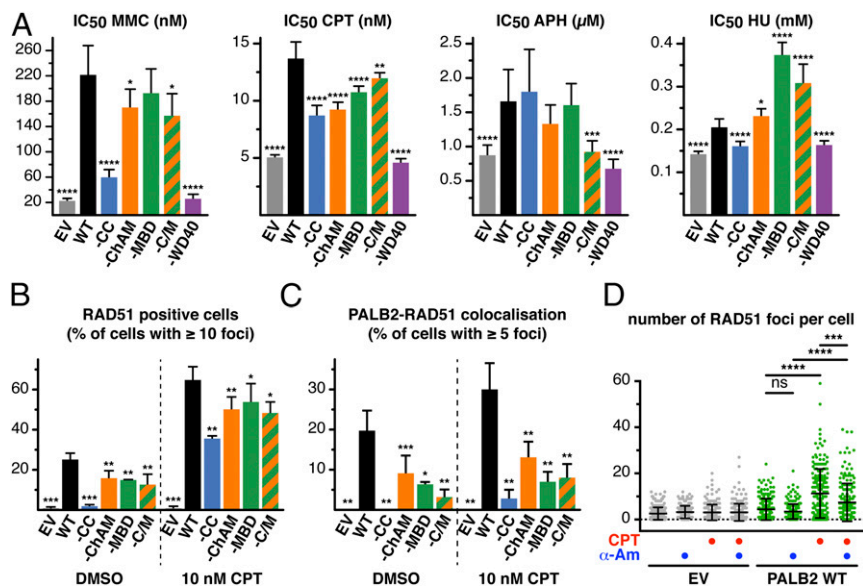 A
IC50 MMC (nM)
IC50 CPT (nM)
IC50 APH (µM)
IC50 HU (mM)
260
220
180
140
100
60
20
**** **** * * ****
EV WT -CC -ChAM -MBD -C/M -WD40
15
10
5
**** **** **** **** ** ****
EV WT -CC -ChAM -MBD -C/M -WD40
2.5
2.0
1.5
1.0
0.5
**** *** ****
EV WT -CC -ChAM -MBD -C/M -WD40
0.4
0.3
0.2
0.1
**** **** * **** **** ****
EV WT -CC -ChAM -MBD -C/M -WD40
B
RAD51 positive cells
(% of cells with ≥ 10 foci)
60
40
20
*** *** ** ** **
*** ** ** * *
EV WT -CC -ChAM -MBD -C/M
EV WT -CC -ChAM -MBD -C/M
DMSO
10 nM CPT
C
PALB2-RAD51 colocalisation
(% of cells with ≥ 5 foci)
40
30
20
10
** ** *** * **
** ** ** ** **
EV WT -CC -ChAM -MBD -C/M
EV WT -CC -ChAM -MBD -C/M
DMSO
10 nM CPT
D
number of RAD51 foci per cell
***
****
****
ns
60
40
20
0
CPT
α-Am
EV
PALB2 WT